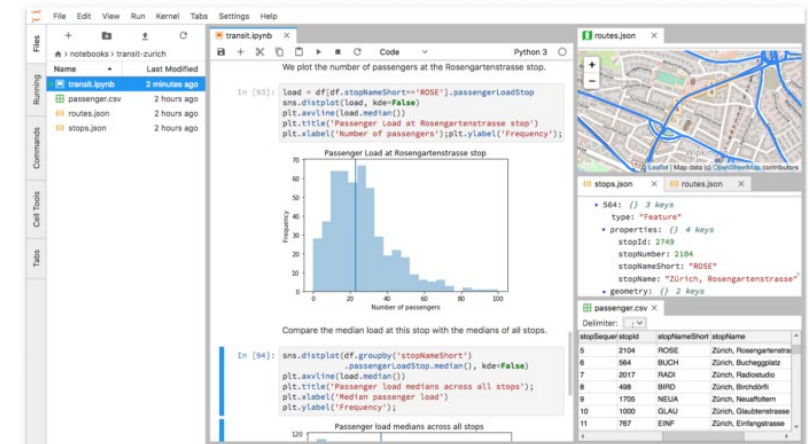 File Edit View Run Kernel Tabs Settings Help
Files
Running
Commands
Cell Tools
Tabs
notebooks > transit-zurich
Name Last Modified
transit.ipynb 2 minutes ago
passenger.csv 2 hours ago
routes.json 2 hours ago
stops.json 2 hours ago
transit.ipynb
Code Python 3
We plot the number of passengers at the Rosengartenstrasse stop.
In [93]: load = df[df.stopNameShort=='ROSE'].passengerLoadStop
sns.distplot(load, kde=False)
plt.axvline(load.median())
plt.title('Passenger Load at Rosengartenstrasse stop')
plt.xlabel('Number of passengers');plt.ylabel('Frequency');
Passenger Load at Rosengartenstrasse stop
Frequency
70
60
50
40
30
20
10
0
0 20 40 60 80 100
Number of passengers
Compare the median load at this stop with the medians of all stops.
In [94]: sns.distplot(df.groupby('stopNameShort')
.passengerLoadStop.median(), kde=False)
plt.axvline(load.median())
plt.title('Passenger load medians across all stops');
plt.xlabel('Median passenger load')
plt.ylabel('Frequency');
Passenger load medians across all stops
120
routes.json
+
−
Wipkingen
Leaflet | Map data (c) OpenStreetMap contributors
stops.json routes.json
564: {} 3 keys
type: "Feature"
properties: {} 4 keys
stopId: 2749
stopNumber: 2104
stopNameShort: "ROSE"
stopName: "Zürich, Rosengartenstrasse"
geometry: {} 2 keys
passenger.csv
Delimiter: ;
stopSequer stopId stopNameShort stopName
5 2104 ROSE Zürich, Rosengartenstra
6 564 BUCH Zürich, Bucheggplatz
7 2017 RADI Zürich, Radiostudio
8 498 BIRD Zürich, Birchdörfli
9 1705 NEUA Zürich, Neuaffoltern
10 1000 GLAU Zürich, Glaubtenstrasse
11 767 EINF Zürich, Einfangstrasse